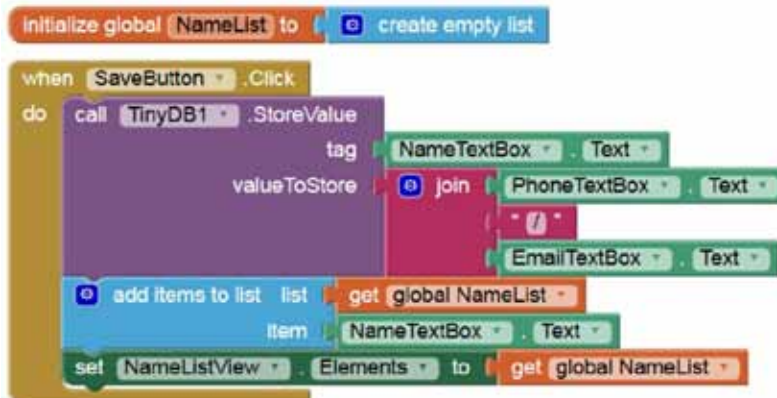 initialize global NameList to create empty list
when SaveButton .Click
do call TinyDB1 .StoreValue
tag NameTextBox . Text
valueToStore join PhoneTextBox . Text
" / "
EmailTextBox . Text
add items to list list get global NameList
item NameTextBox . Text
set NameListView . Elements to get global NameList